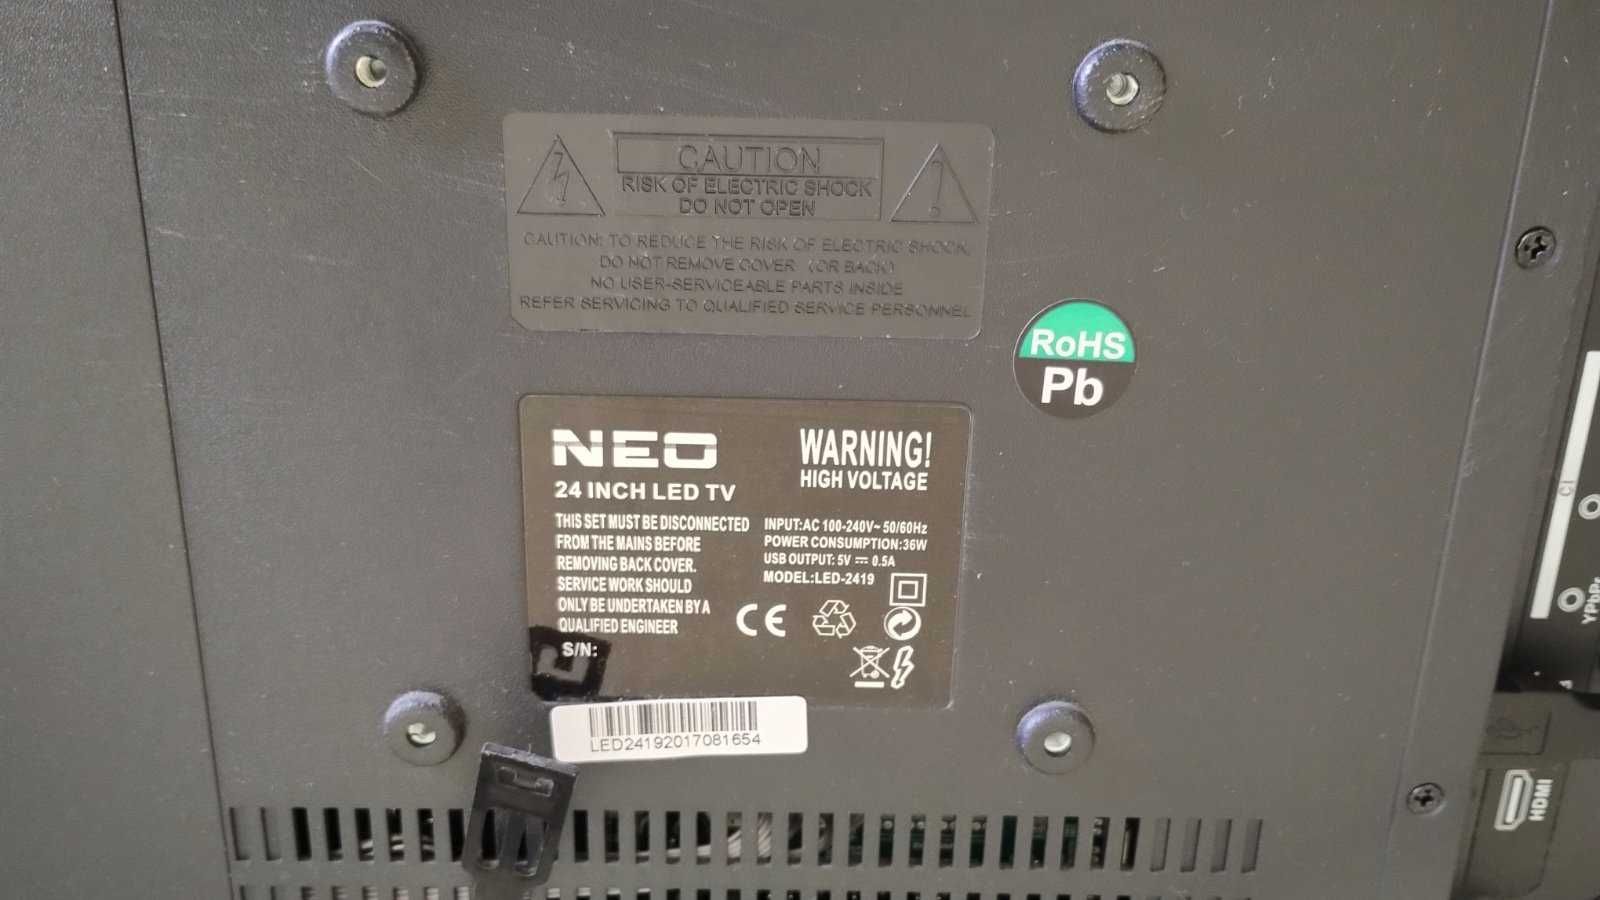 CAUTION
RISK OF ELECTRIC SHOCK
DO NOT OPEN
CAUTION: TO REDUCE THE RISK OF ELECTRIC SHOCK,
DO NOT REMOVE COVER (OR BACK)
NO USER-SERVICEABLE PARTS INSIDE
REFER SERVICING TO QUALIFIED SERVICE PERSONNEL
RoHS
Pb
NEO
24 INCH LED TV
THIS SET MUST BE DISCONNECTED
FROM THE MAINS BEFORE
REMOVING BACK COVER.
SERVICE WORK SHOULD
ONLY BE UNDERTAKEN BY A
QUALIFIED ENGINEER
S/N:
WARNING!
HIGH VOLTAGE
INPUT:AC 100-240V~ 50/60Hz
POWER CONSUMPTION:36W
USB OUTPUT: 5V ⎓ 0.5A
MODEL:LED-2419
CE
LED24192017081654
CI
YPbPr
HDMI